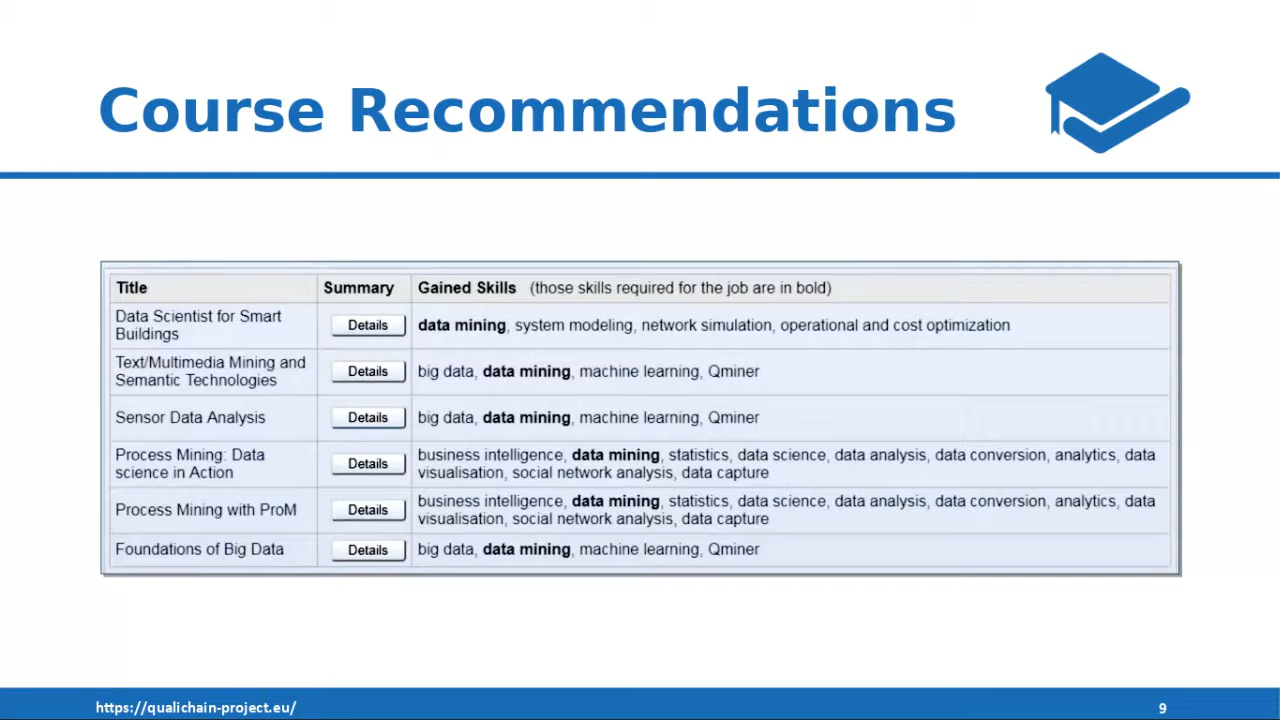 Course Recommendations
Title Summary Gained Skills (those skills required for the job are in bold)
Data Scientist for Smart
Buildings
Details
data mining, system modeling, network simulation, operational and cost optimization
Text/Multimedia Mining and
Semantic Technologies
Details
big data, data mining, machine learning, Qminer
Sensor Data Analysis
Details
big data, data mining, machine learning, Qminer
Process Mining: Data
science in Action
Details
business intelligence, data mining, statistics, data science, data analysis, data conversion, analytics, data
visualisation, social network analysis, data capture
Process Mining with ProM
Details
business intelligence, data mining, statistics, data science, data analysis, data conversion, analytics, data
visualisation, social network analysis, data capture
Foundations of Big Data
Details
big data, data mining, machine learning, Qminer
https://qualichain-project.eu/
9